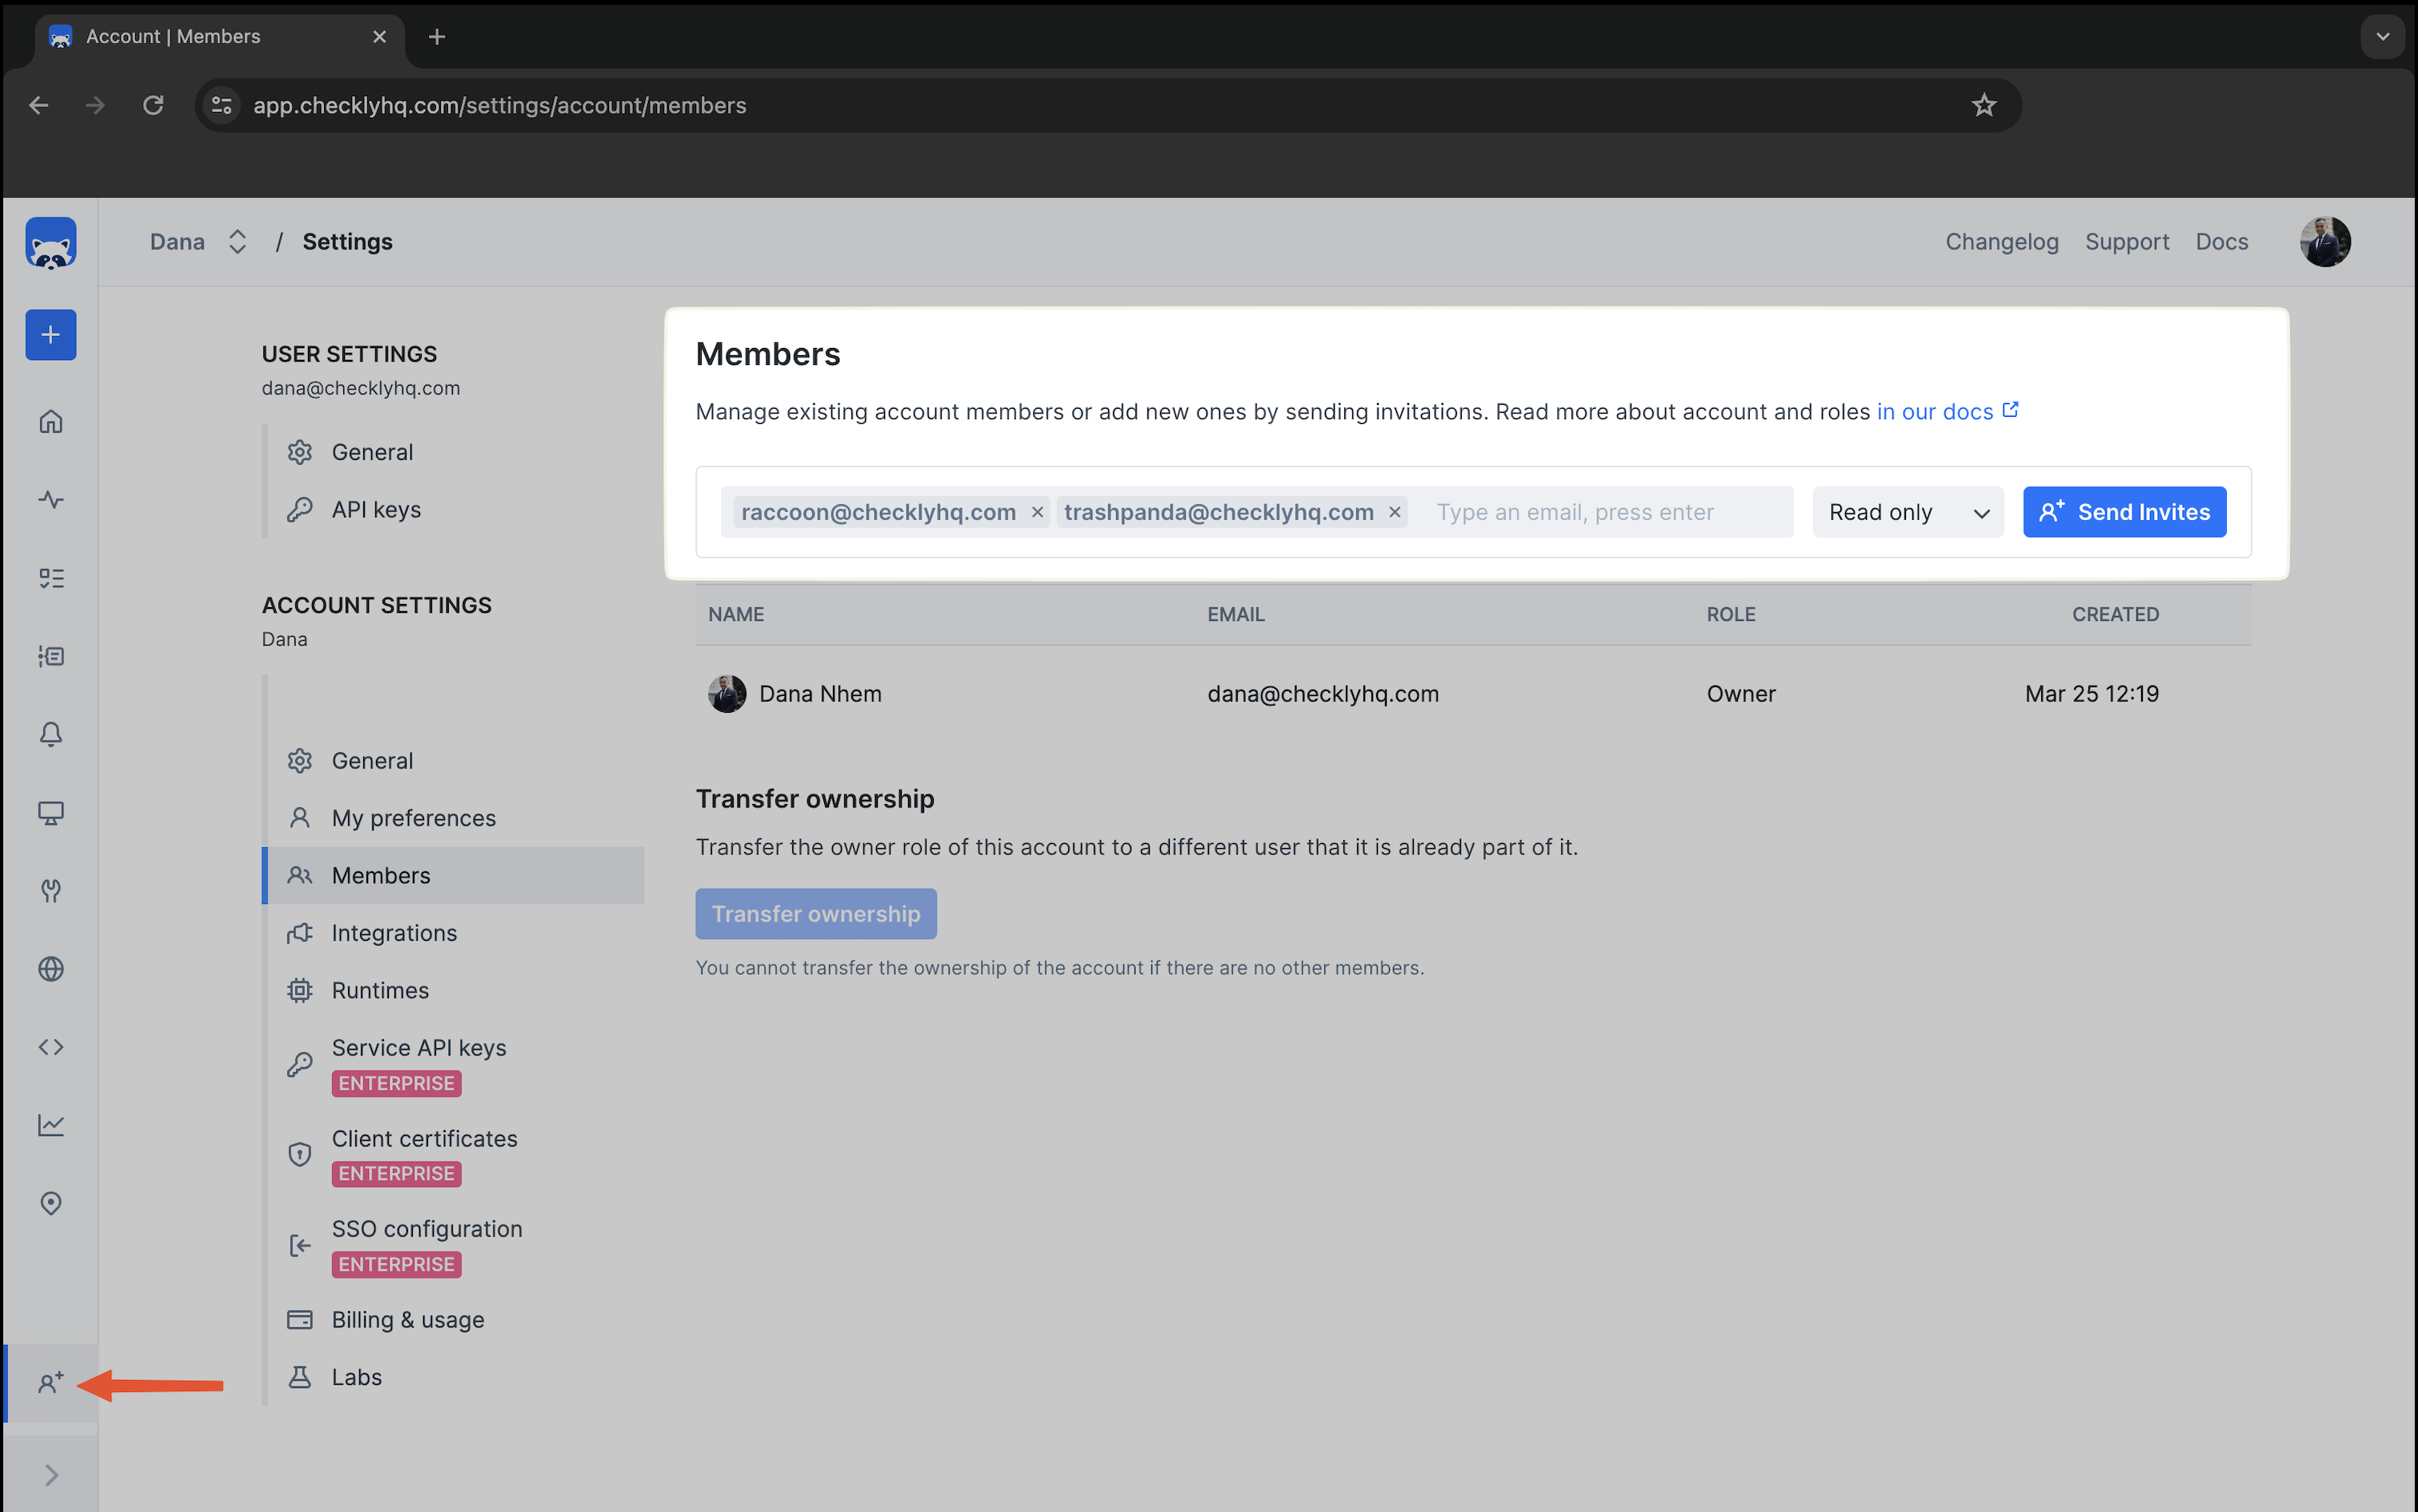 Account | Members
app.checklyhq.com/settings/account/members
Dana / Settings
Changelog Support Docs
USER SETTINGS
dana@checklyhq.com
General
API keys
ACCOUNT SETTINGS
Dana
General
My preferences
Members
Integrations
Runtimes
Service API keys
ENTERPRISE
Client certificates
ENTERPRISE
SSO configuration
ENTERPRISE
Billing & usage
Labs
Members
Manage existing account members or add new ones by sending invitations. Read more about account and roles in our docs
raccoon@checklyhq.com × trashpanda@checklyhq.com × Type an email, press enter Read only Send Invites
NAME EMAIL ROLE CREATED
Dana Nhem dana@checklyhq.com Owner Mar 25 12:19
Transfer ownership
Transfer the owner role of this account to a different user that it is already part of it.
Transfer ownership
You cannot transfer the ownership of the account if there are no other members.